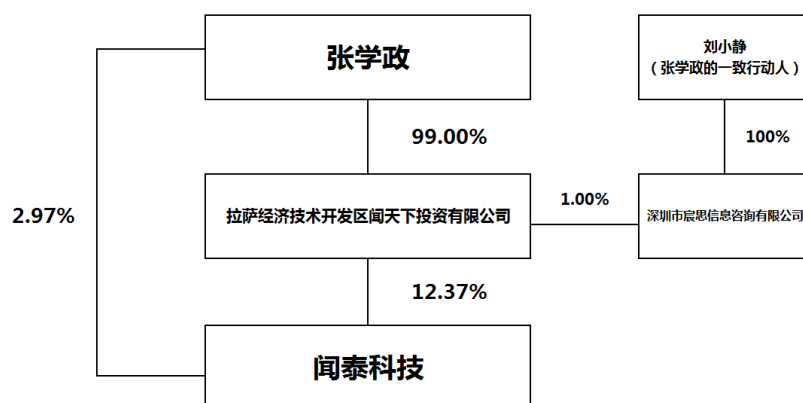 张学政
刘小静
（张学政的一致行动人）
99.00%
100%
2.97%
拉萨经济技术开发区闻天下投资有限公司
1.00%
深圳市宸思信息咨询有限公司
12.37%
闻泰科技